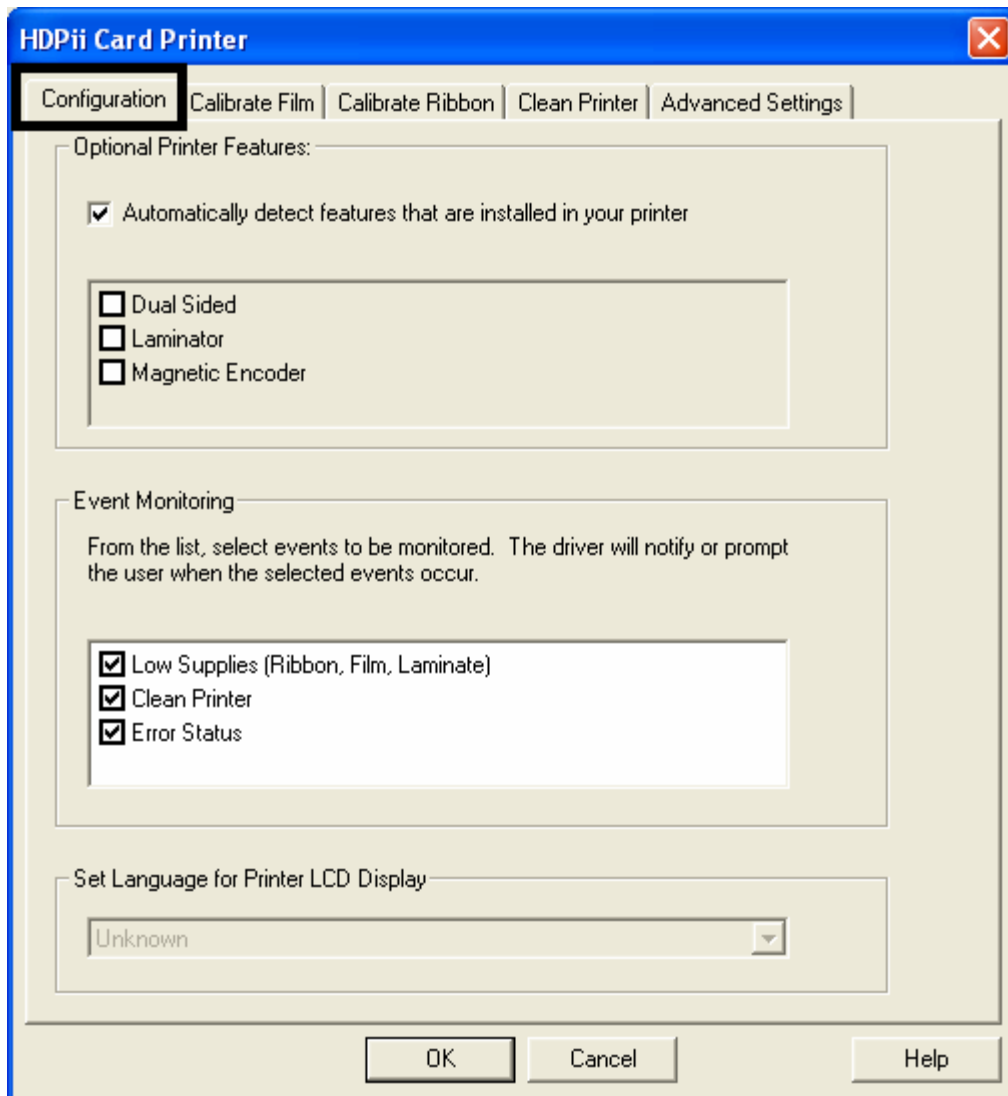 HDPii Card Printer
Configuration Calibrate Film Calibrate Ribbon Clean Printer Advanced Settings
Optional Printer Features:
Automatically detect features that are installed in your printer
Dual Sided
Laminator
Magnetic Encoder
Event Monitoring
From the list, select events to be monitored. The driver will notify or prompt
the user when the selected events occur.
Low Supplies (Ribbon, Film, Laminate)
Clean Printer
Error Status
Set Language for Printer LCD Display
Unknown
OK Cancel Help